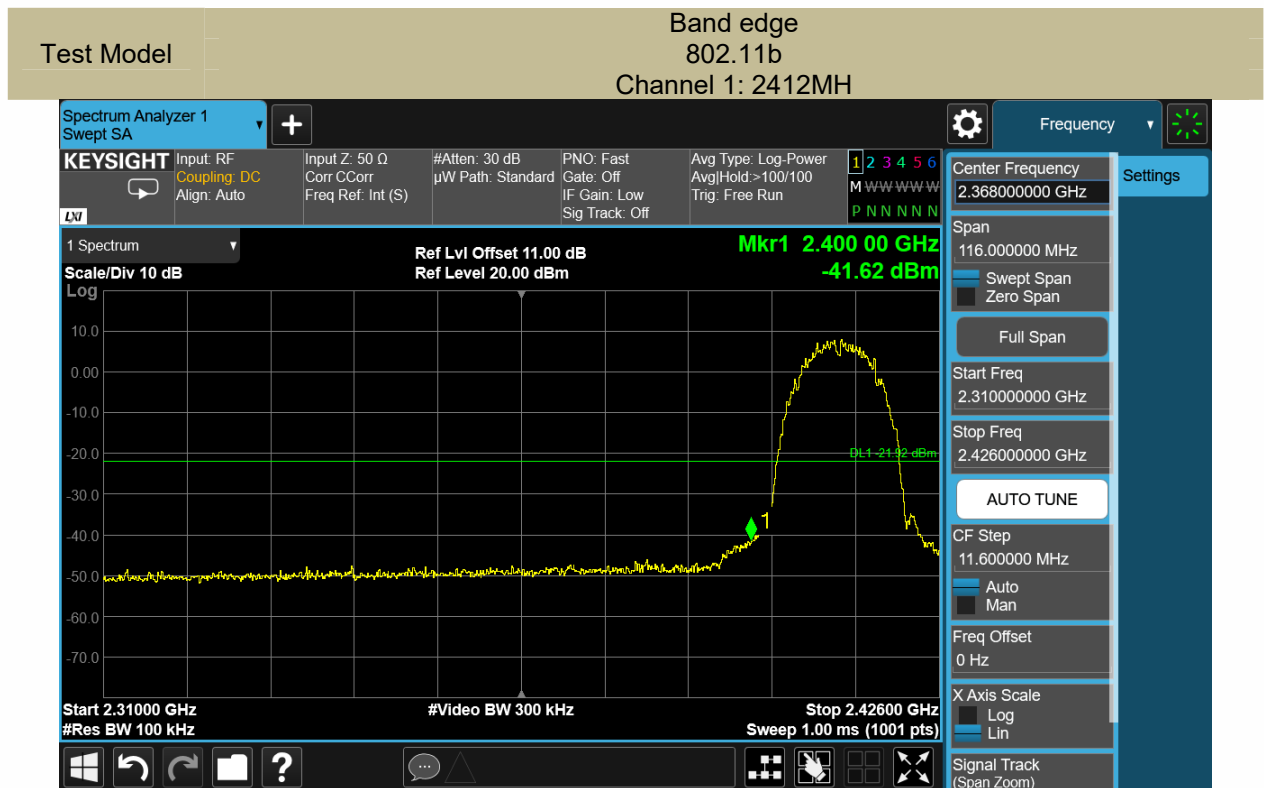 Test Model
Band edge
802.11b
Channel 1: 2412MH
Spectrum Analyzer 1
Swept SA
Frequency
KEYSIGHT
LXI
Input: RF
Coupling: DC
Align: Auto
Input Z: 50 Ω
Corr CCorr
Freq Ref: Int (S)
#Atten: 30 dB
µW Path: Standard
PNO: Fast
Gate: Off
IF Gain: Low
Sig Track: Off
Avg Type: Log-Power
Avg|Hold:>100/100
Trig: Free Run
1 2 3 4 5 6
M W W W W W
P N N N N N
1 Spectrum
Scale/Div 10 dB
Log
Ref Lvl Offset 11.00 dB
Ref Level 20.00 dBm
Mkr1 2.400 00 GHz
-41.62 dBm
10.0
0.00
-10.0
-20.0
-30.0
-40.0
-50.0
-60.0
-70.0
DL1 -21.92 dBm
1
Start 2.31000 GHz
#Res BW 100 kHz
#Video BW 300 kHz
Stop 2.42600 GHz
Sweep 1.00 ms (1001 pts)
Center Frequency
2.368000000 GHz
Settings
Span
116.000000 MHz
Swept Span
Zero Span
Full Span
Start Freq
2.310000000 GHz
Stop Freq
2.426000000 GHz
AUTO TUNE
CF Step
11.600000 MHz
Auto
Man
Freq Offset
0 Hz
X Axis Scale
Log
Lin
Signal Track
(Span Zoom)